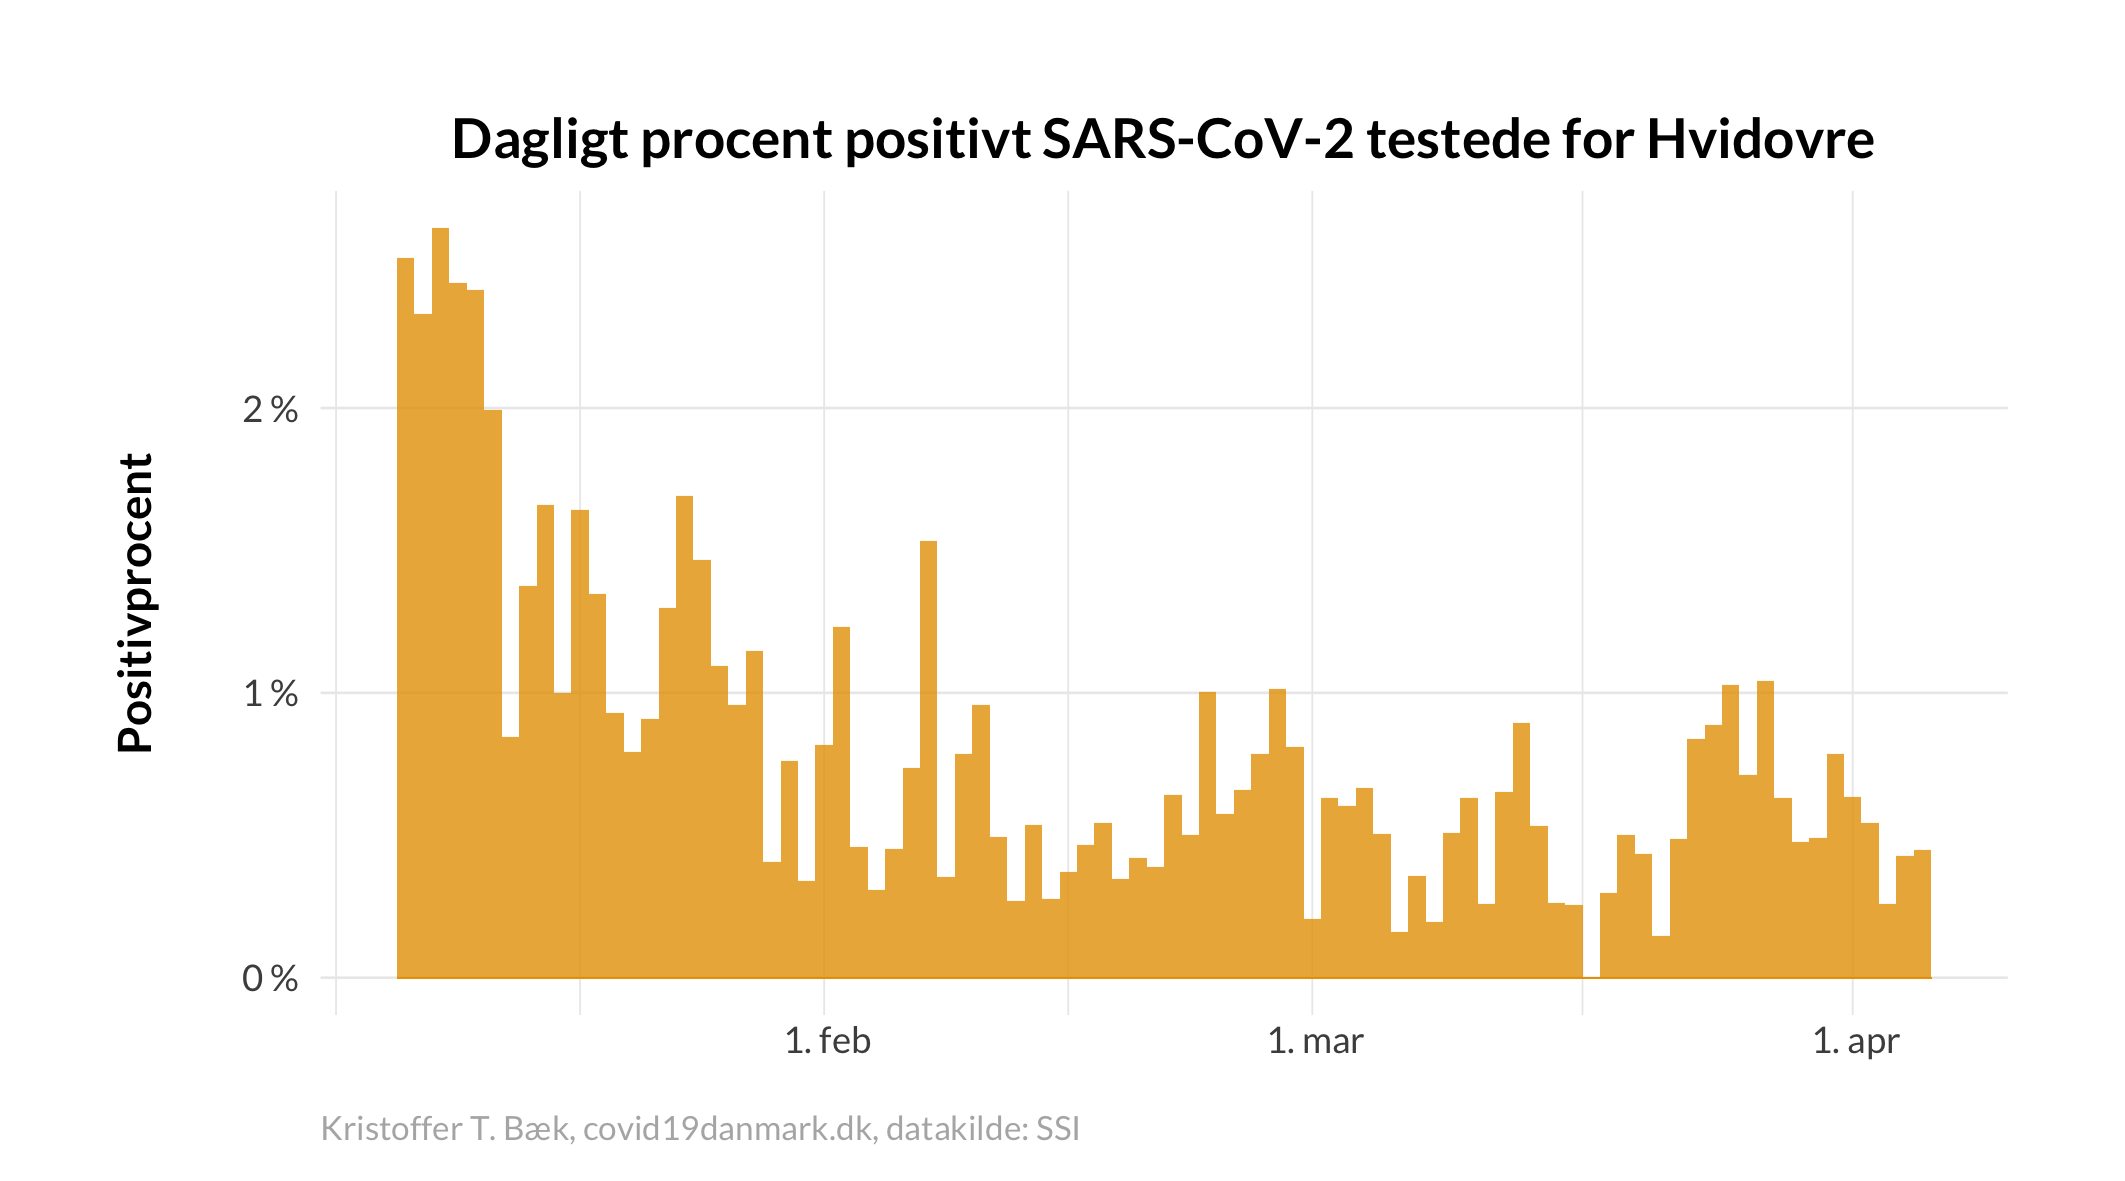 Dagligt procent positivt SARS-CoV-2 testede for Hvidovre
Positivprocent
2 %
1 %
0 %
1. feb
1. mar
1. apr
Kristoffer T. Bæk, covid19danmark.dk, datakilde: SSI